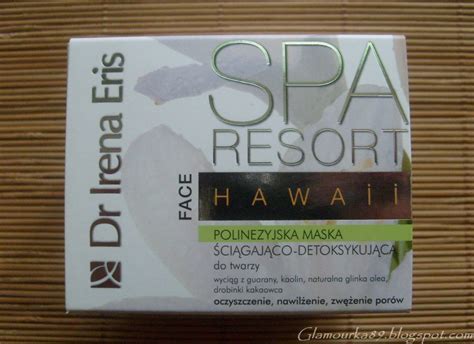 Dr Irena Eris
SPA
RESORT
FACE
HAWAii
POLINEZYJSKA MASKA
ŚCIĄGAJĄCO-DETOKSYKUJĄCA
do twarzy
wyciąg z guarany, kaolin, naturalna glinka olea,
drobinki kakaowca
oczyszczenie, nawilżenie, zwężenie porów
Glamourka89.blogspot.com